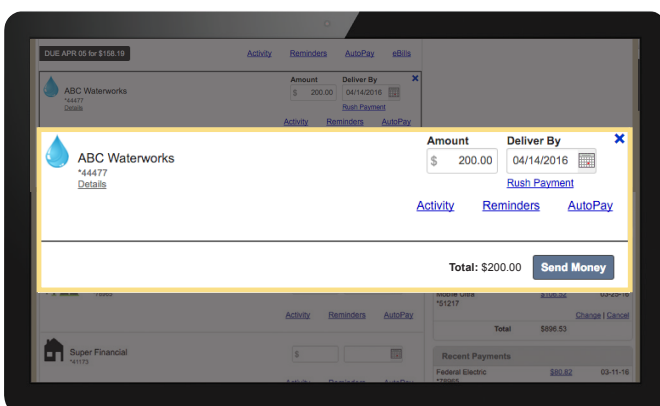 DUE APR 05 for $158.19
Activity Reminders AutoPay eBills
Amount Deliver By
ABC Waterworks
$ 200.00 04/14/2016
*44477
Details
Rush Payment
Activity Reminders AutoPay
Amount Deliver By
ABC Waterworks
$ 200.00 04/14/2016
*44477
Details
Rush Payment
Activity Reminders AutoPay
Total: $200.00 Send Money
*51217
Activity Reminders AutoPay
Change | Cancel
Total $896.53
Super Financial
*41173
$
Recent Payments
Federal Electric $80.82 03-11-16